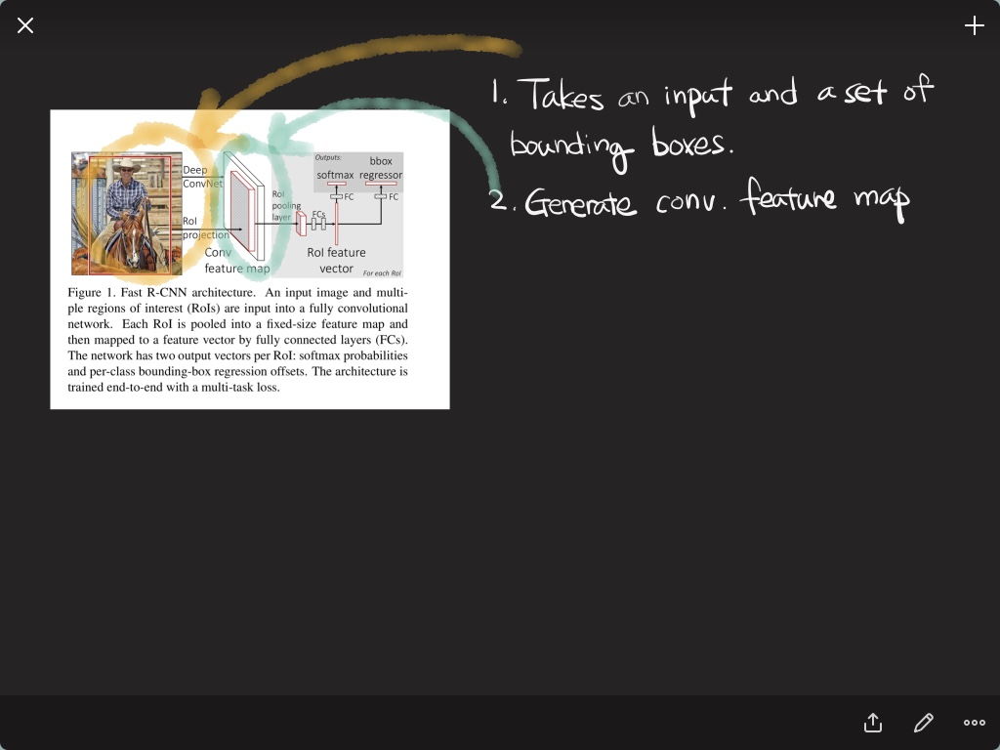 1. Takes an input and a set of
bounding boxes.
2. Generate conv. feature map
Deep
ConvNet
RoI
projection
Conv
feature map
RoI
pooling
layer
FCs
RoI feature
vector
Outputs:
softmax
bbox
regressor
FC
FC
For each RoI
Figure 1. Fast R-CNN architecture. An input image and multi-
ple regions of interest (RoIs) are input into a fully convolutional
network. Each RoI is pooled into a fixed-size feature map and
then mapped to a feature vector by fully connected layers (FCs).
The network has two output vectors per RoI: softmax probabilities
and per-class bounding-box regression offsets. The architecture is
trained end-to-end with a multi-task loss.